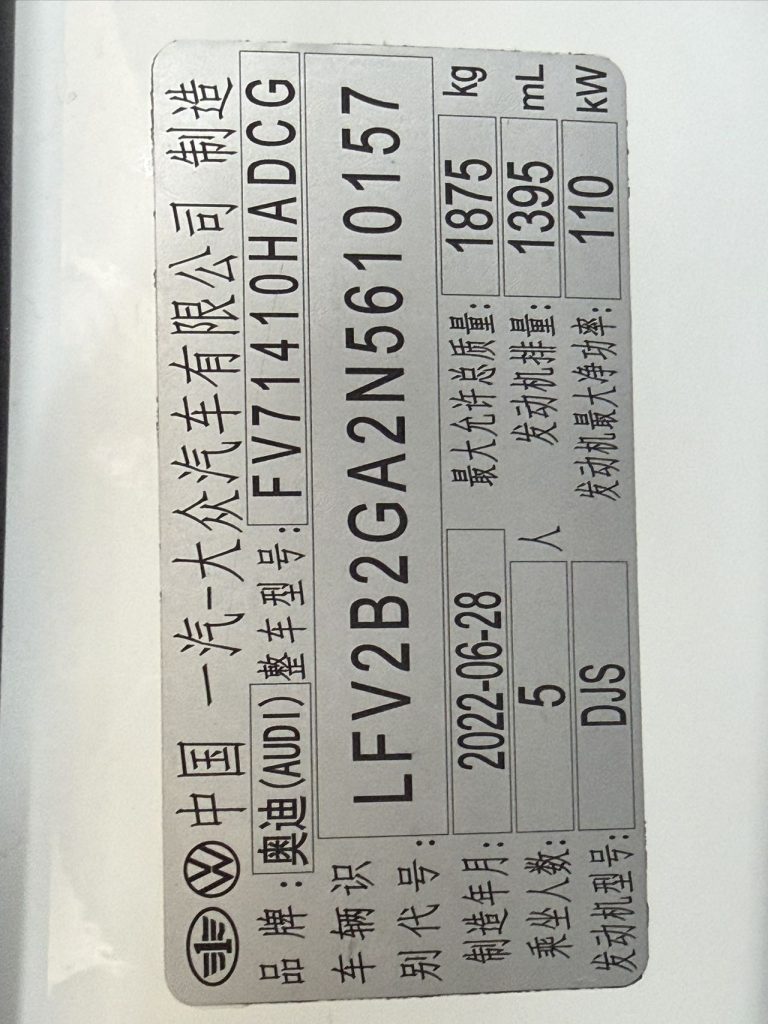 中国 一汽-大众汽车有限公司 制造
品牌: 奥迪(AUDI) 整车型号: FV71410HADCG
车辆识别代号: LFV2B2GA2N5610157
制造年月: 2022-06-28 最大允许总质量: 1875 kg
乘坐人数: 5 人 发动机排量: 1395 mL
发动机型号: DJS 发动机最大净功率: 110 kW